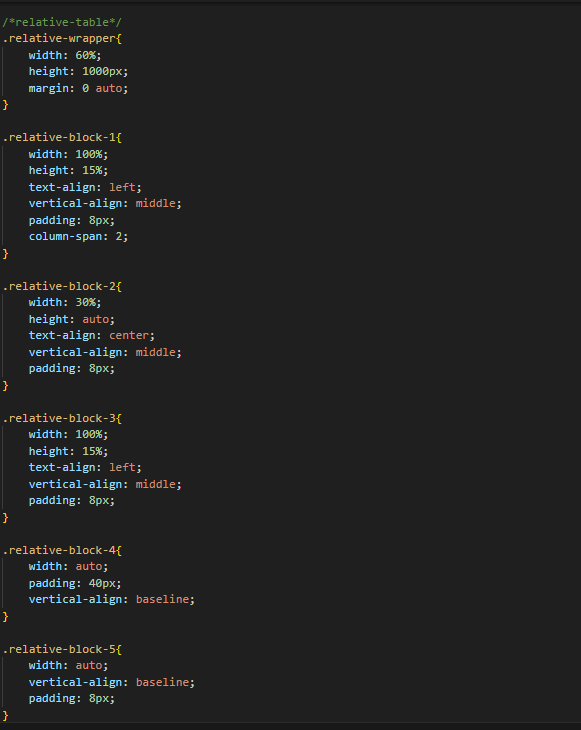 /*relative-table*/
.relative-wrapper{
    width: 60%;
    height: 1000px;
    margin: 0 auto;
}

.relative-block-1{
    width: 100%;
    height: 15%;
    text-align: left;
    vertical-align: middle;
    padding: 8px;
    column-span: 2;
}

.relative-block-2{
    width: 30%;
    height: auto;
    text-align: center;
    vertical-align: middle;
    padding: 8px;
}

.relative-block-3{
    width: 100%;
    height: 15%;
    text-align: left;
    vertical-align: middle;
    padding: 8px;
}

.relative-block-4{
    width: auto;
    padding: 40px;
    vertical-align: baseline;
}

.relative-block-5{
    width: auto;
    vertical-align: baseline;
    padding: 8px;
}